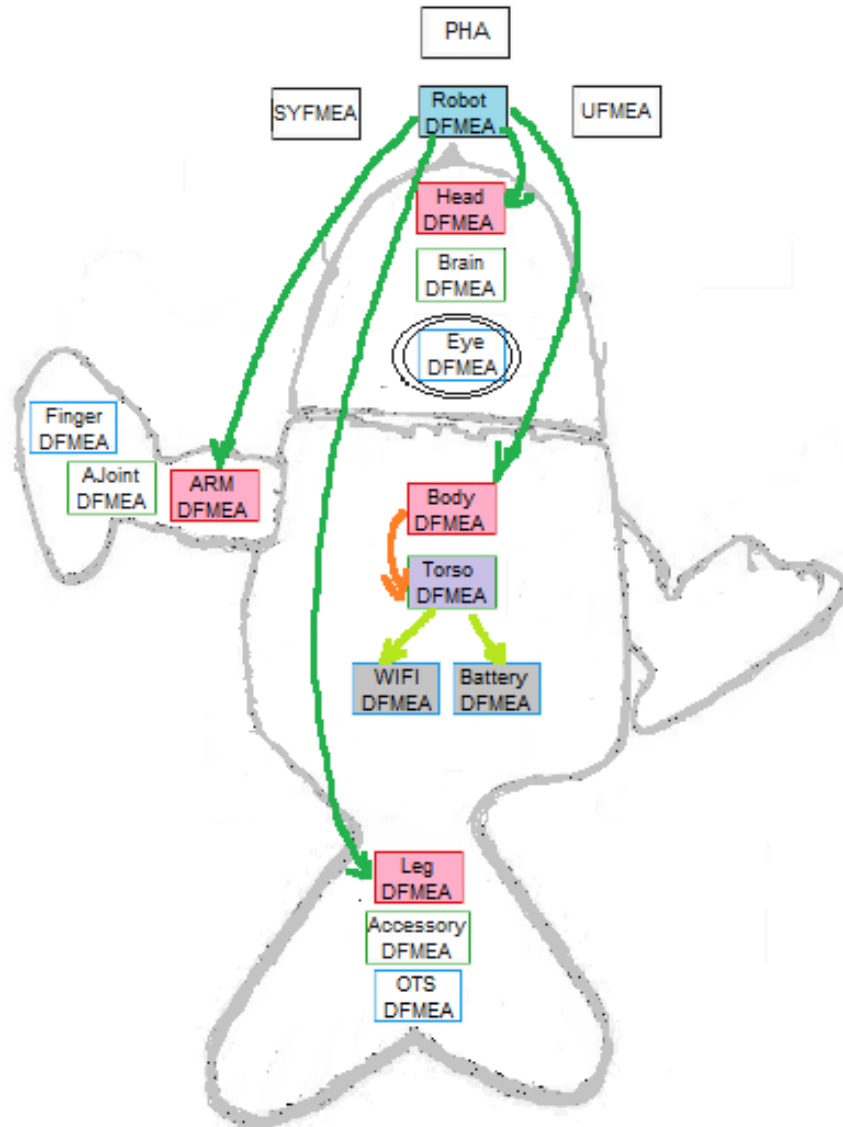 PHA
SYFMEA
Robot
DFMEA
UFMEA
Head
DFMEA
Brain
DFMEA
Eye
DFMEA
Finger
DFMEA
AJoint
DFMEA
ARM
DFMEA
Body
DFMEA
Torso
DFMEA
WIFI
DFMEA
Battery
DFMEA
Leg
DFMEA
Accessory
DFMEA
OTS
DFMEA